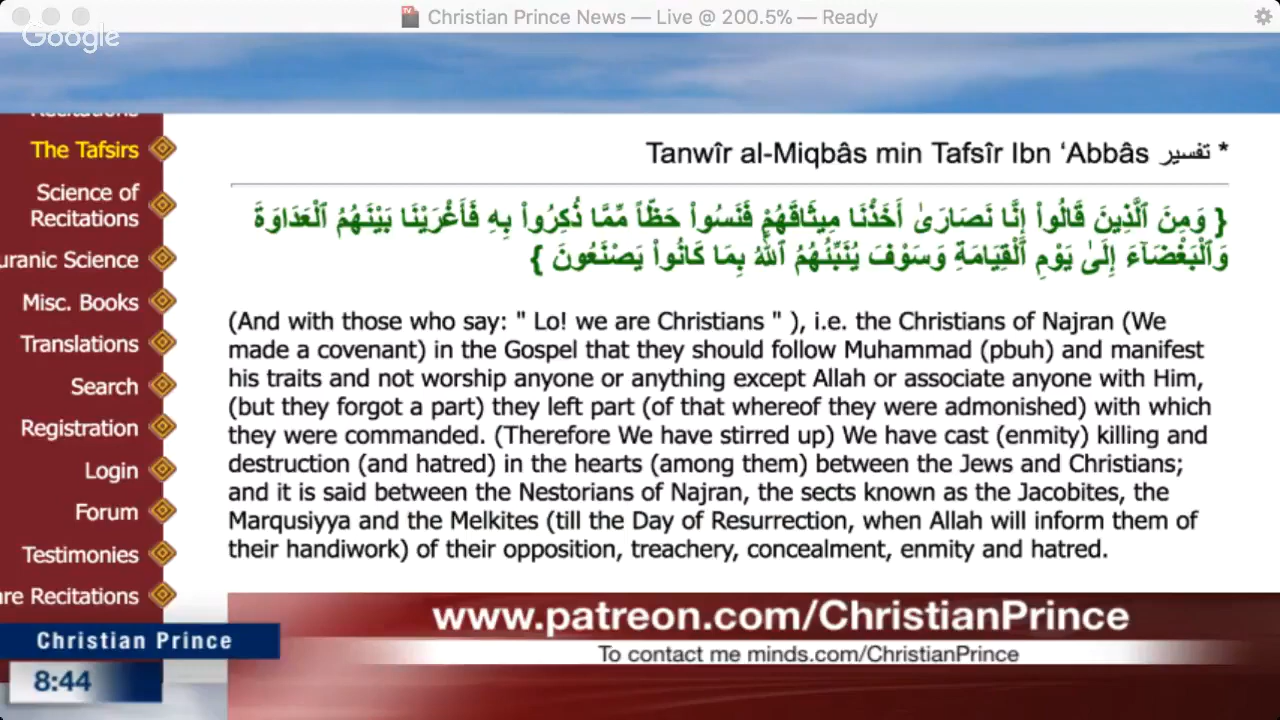 Christian Prince News — Live @ 200.5% — Ready
Google
Recitations
The Tafsirs
Science of
Recitations
uranic Science
Misc. Books
Translations
Search
Registration
Login
Forum
Testimonies
are Recitations
* تفسير Tanwîr al-Miqbâs min Tafsîr Ibn ‘Abbâs
{ وَمِنَ ٱلَّذِينَ قَالُواْ إِنَّا نَصَارَىٰ أَخَذْنَا مِيثَاقَهُمْ فَنَسُواْ حَظّاً مِّمَّا ذُكِرُواْ بِهِ فَأَغْرَيْنَا بَيْنَهُمُ ٱلْعَدَاوَةَ
وَٱلْبَغْضَآءَ إِلَىٰ يَوْمِ ٱلْقِيَامَةِ وَسَوْفَ يُنَبِّئُهُمُ ٱللَّهُ بِمَا كَانُواْ يَصْنَعُونَ }
(And with those who say: " Lo! we are Christians " ), i.e. the Christians of Najran (We
made a covenant) in the Gospel that they should follow Muhammad (pbuh) and manifest
his traits and not worship anyone or anything except Allah or associate anyone with Him,
(but they forgot a part) they left part (of that whereof they were admonished) with which
they were commanded. (Therefore We have stirred up) We have cast (enmity) killing and
destruction (and hatred) in the hearts (among them) between the Jews and Christians;
and it is said between the Nestorians of Najran, the sects known as the Jacobites, the
Marqusiyya and the Melkites (till the Day of Resurrection, when Allah will inform them of
their handiwork) of their opposition, treachery, concealment, enmity and hatred.
www.patreon.com/ChristianPrince
To contact me minds.com/ChristianPrince
Christian Prince
8:44